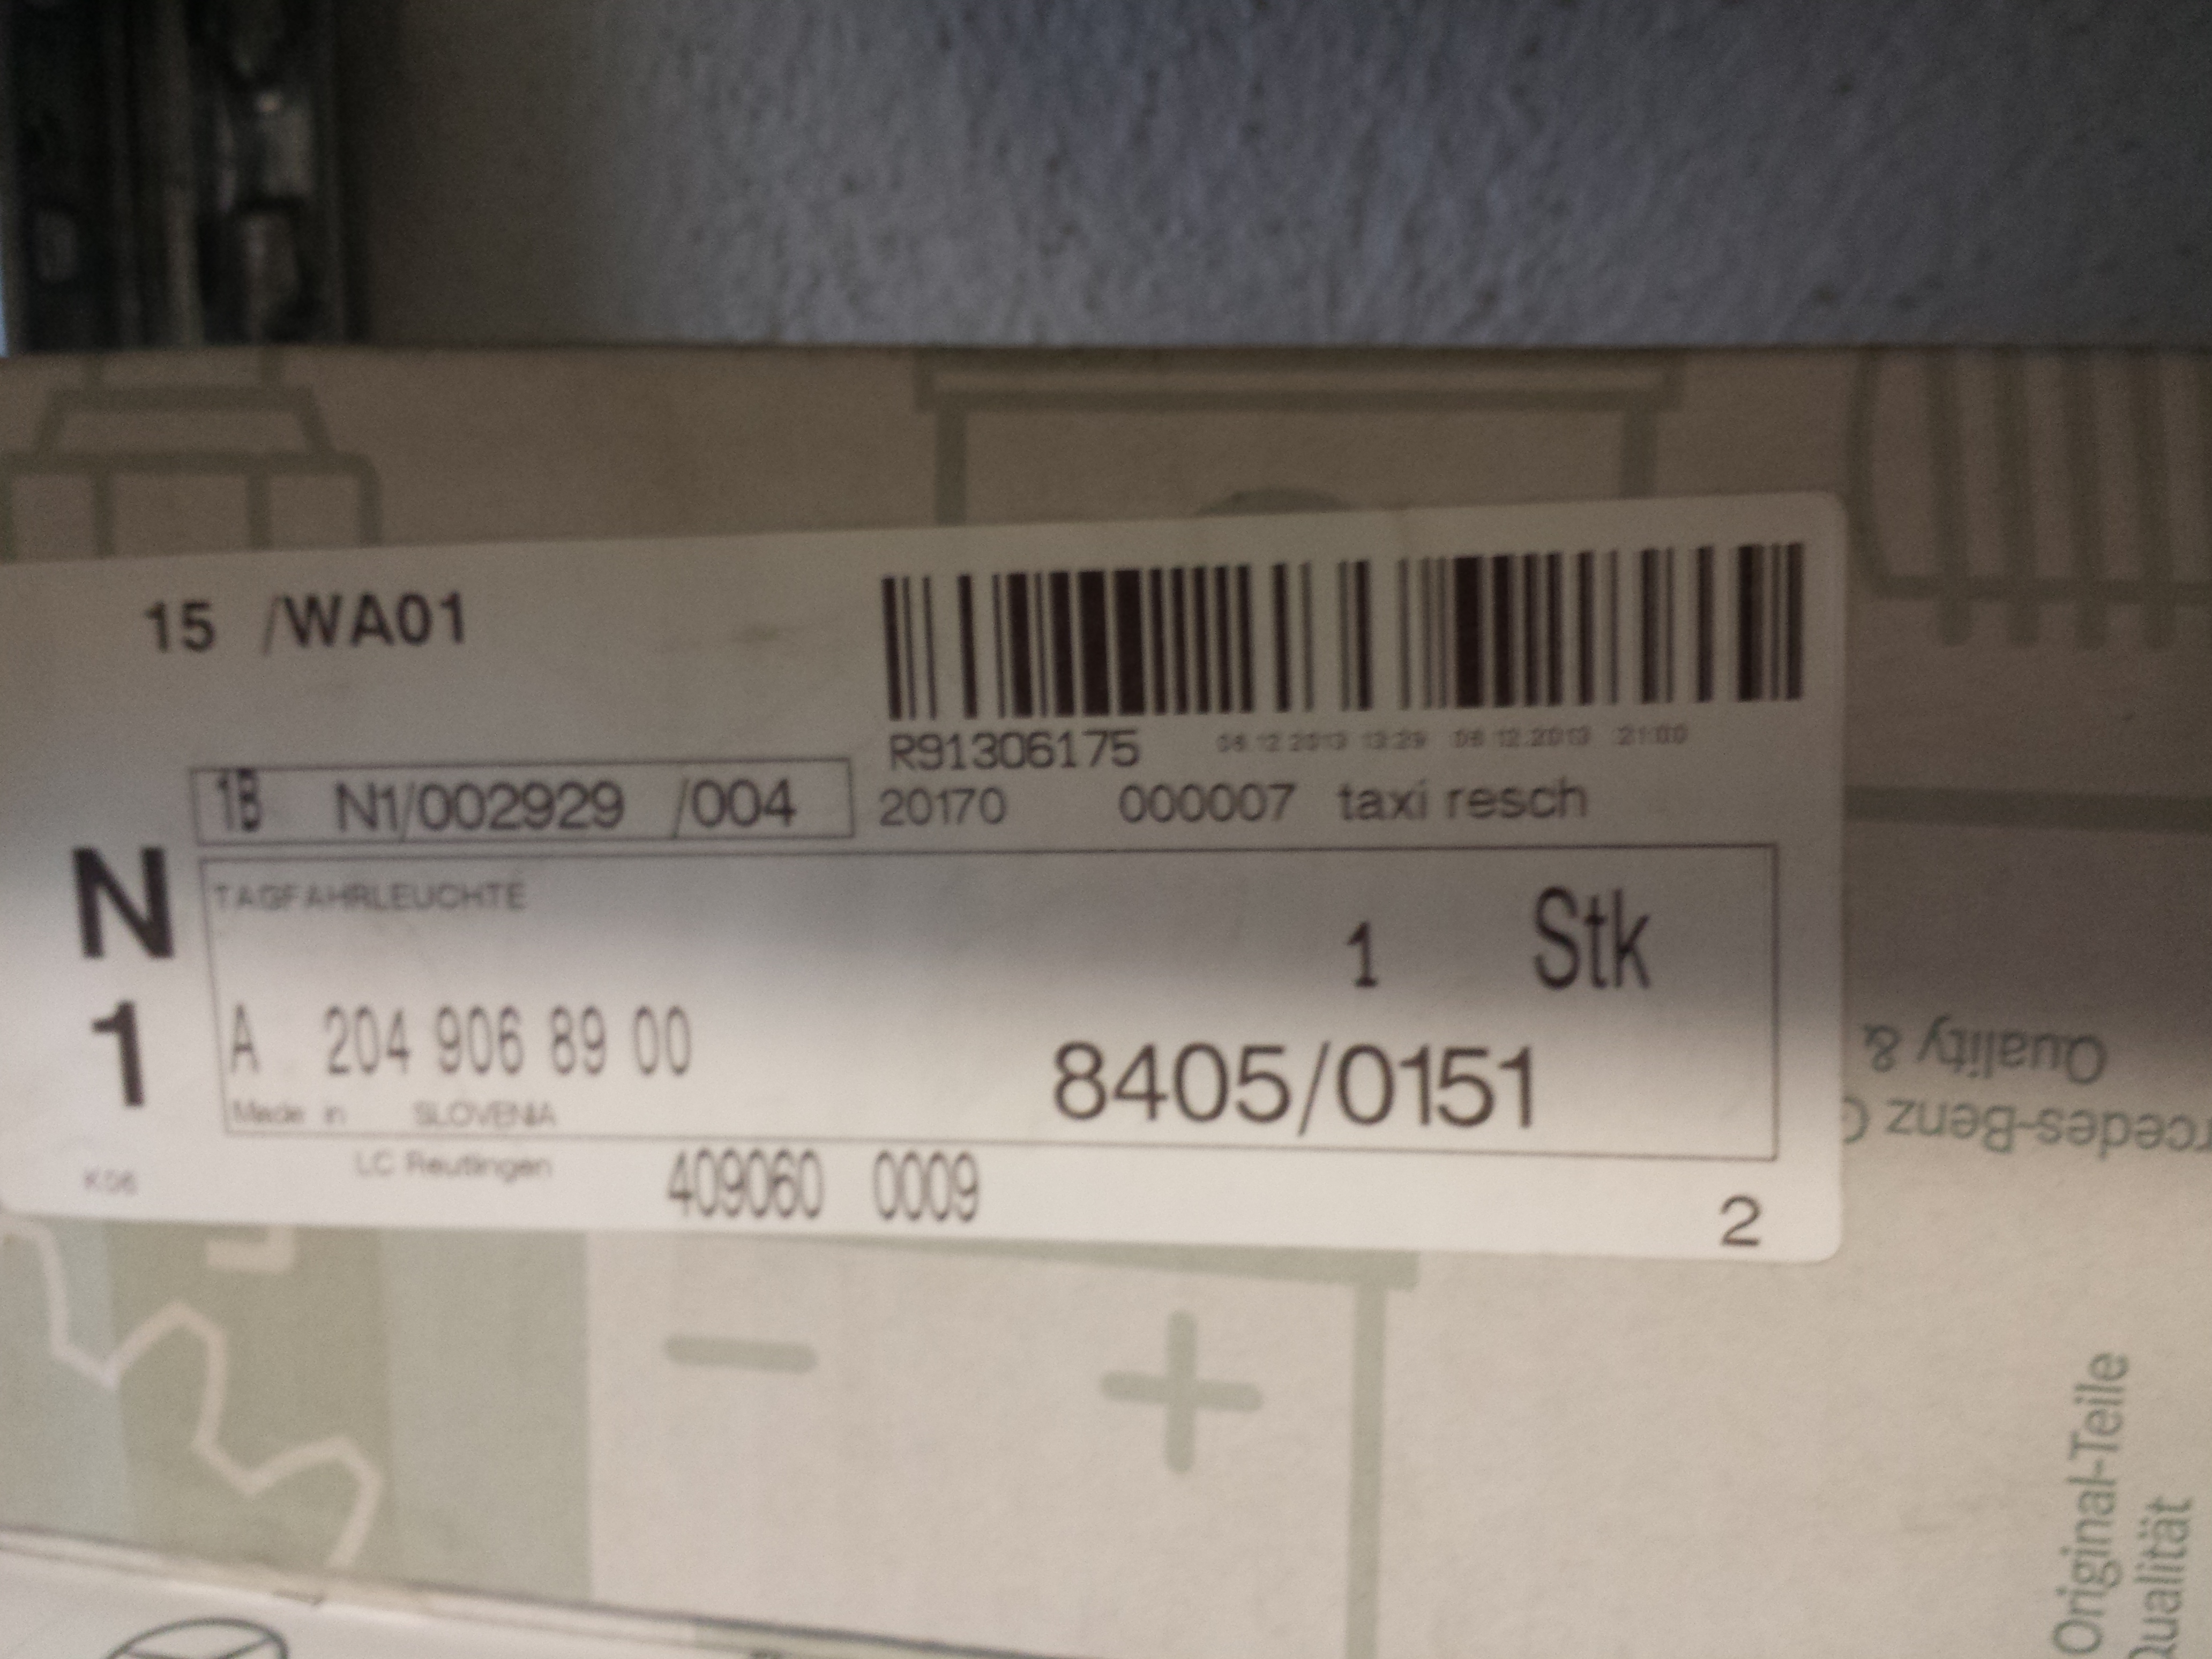 15 /WA01
R91306175 06.12.2013 13:29 06.12.2013 21:00
1B N1/002929 /004 20170 000007 taxi resch
N
1
TAGFAHRLEUCHTE
1 Stk
A 204 906 89 00
8405/0151
Made in SLOVENIA
LC Reutlingen 409060 0009
K06
2
Quality &
rcedes-Benz G
Original-Teile
Qualität